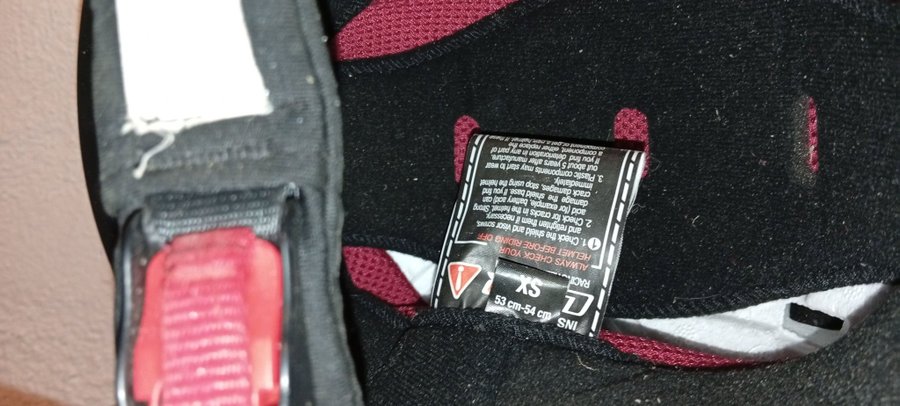 INS
53 cm-54 cm
XS
RACING
ALWAYS CHECK YOUR
HELMET BEFORE RIDING OFF
1. Check the shield and visor screws,
and retighten them if necessary.
2. Check for cracks in the helmet. Strong
acid (for example, battery acid) can
damage the shield base. If you find
crack damages, stop using the helmet
immediately.
3. Plastic components may start to wear
out about 5 years after manufacture.
If you find deterioration in any part of
a component, either replace the